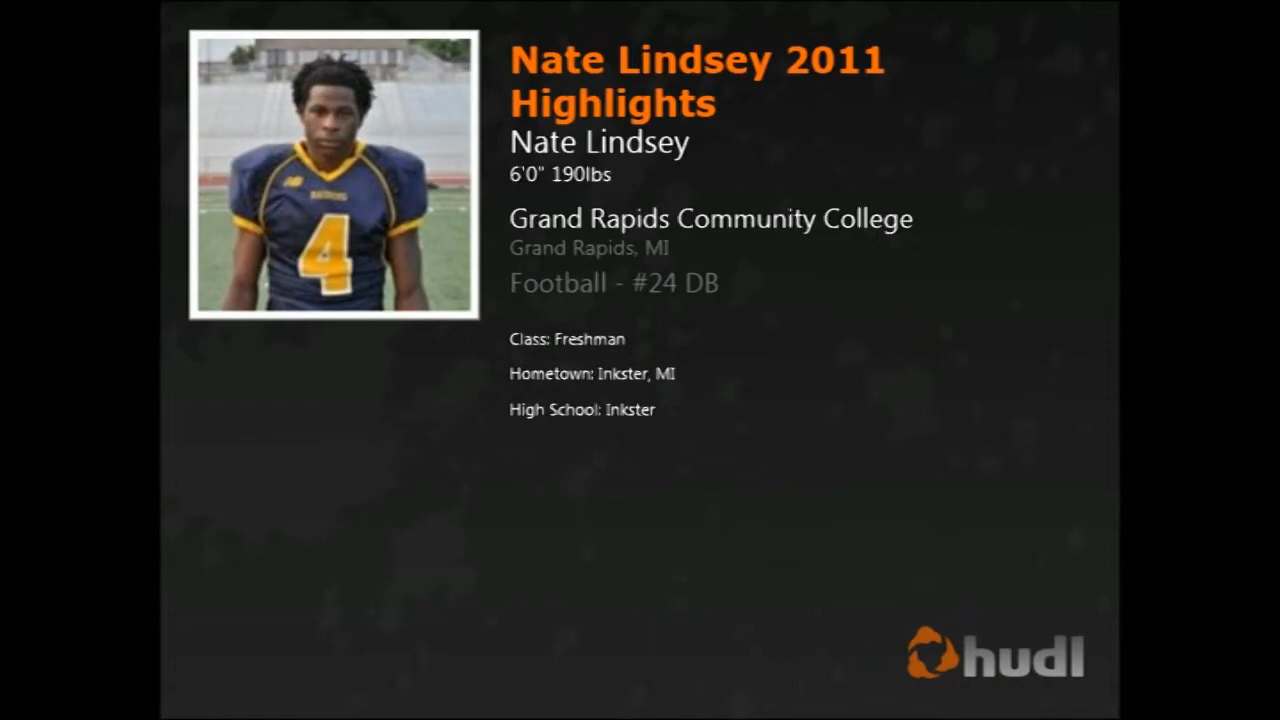 Nate Lindsey 2011
Highlights
Nate Lindsey
6'0" 190lbs
Grand Rapids Community College
Grand Rapids, MI
Football - #24 DB
Class: Freshman
Hometown: Inkster, MI
High School: Inkster
RAIDERS
4
hudl